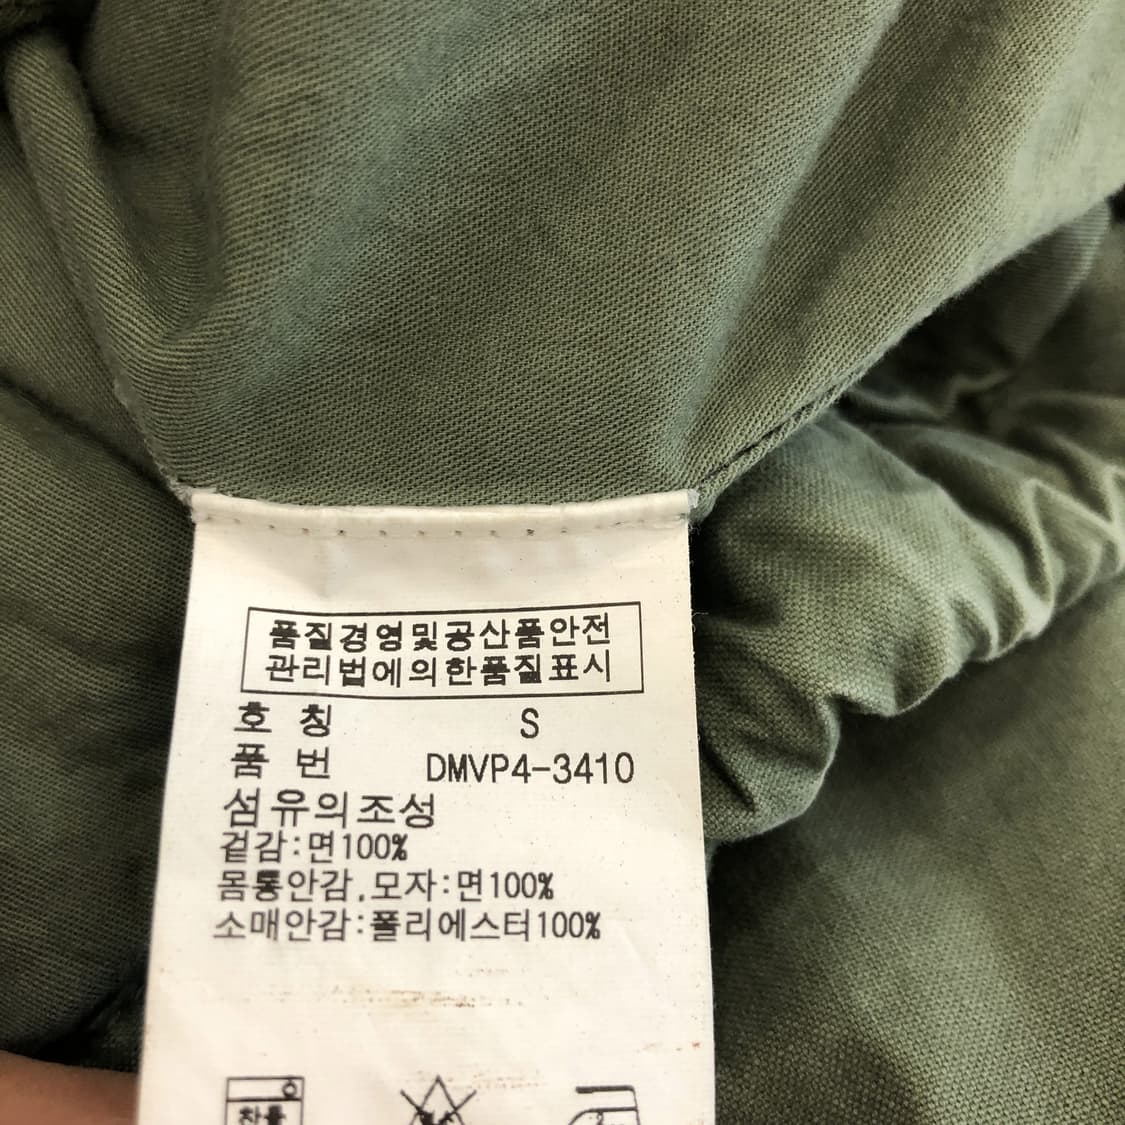 품질경영및공산품안전
관리법에의한품질표시
호 칭 S
품 번 DMVP4-3410
섬유의조성
겉감:면100%
몸통안감,모자:면100%
소매안감:폴리에스터100%